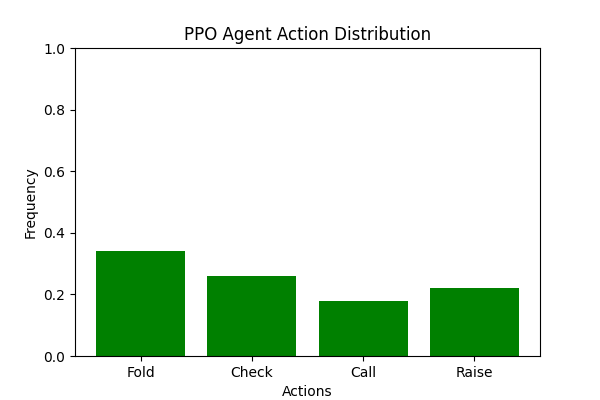 PPO Agent Action Distribution
1.0
0.8
0.6
0.4
0.2
0.0
Frequency
Fold Check Call Raise
Actions